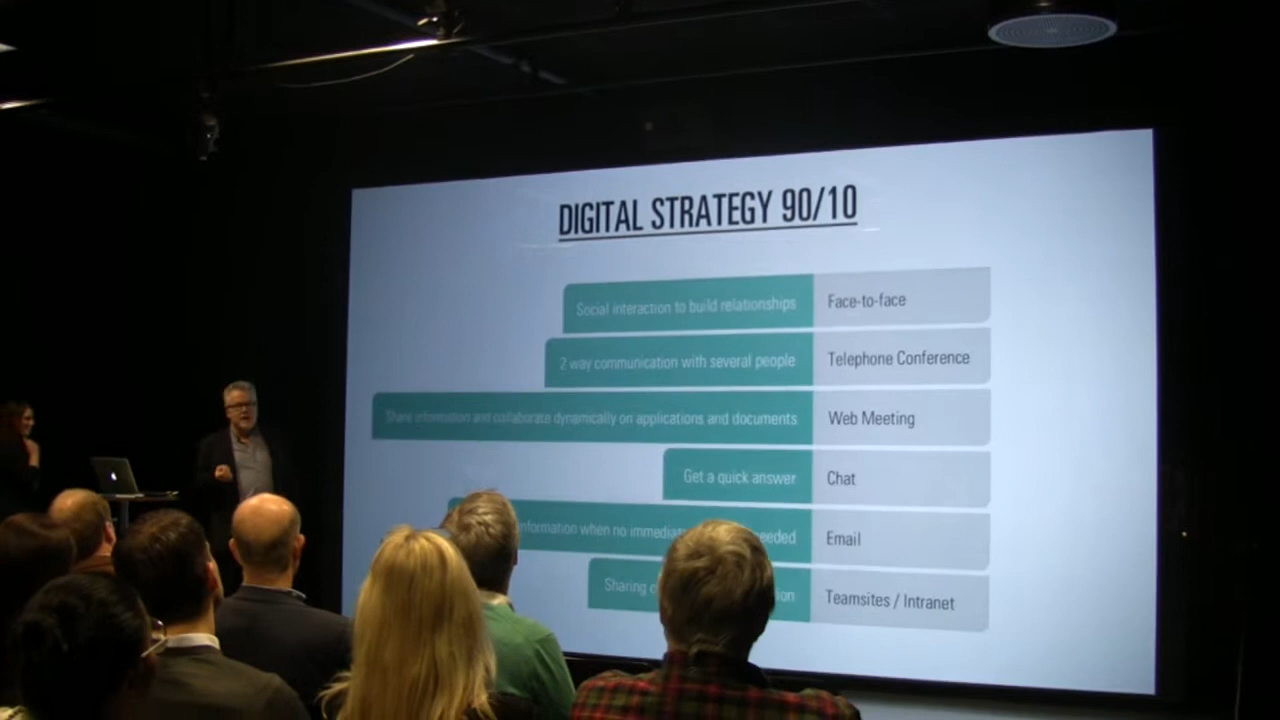 DIGITAL STRATEGY 90/10
Social interaction to build relationships Face-to-face
2 way communication with several people Telephone Conference
Share information and collaborate dynamically on applications and documents Web Meeting
Get a quick answer Chat
information when no needed Email
Sharing Teamsites / Intranet